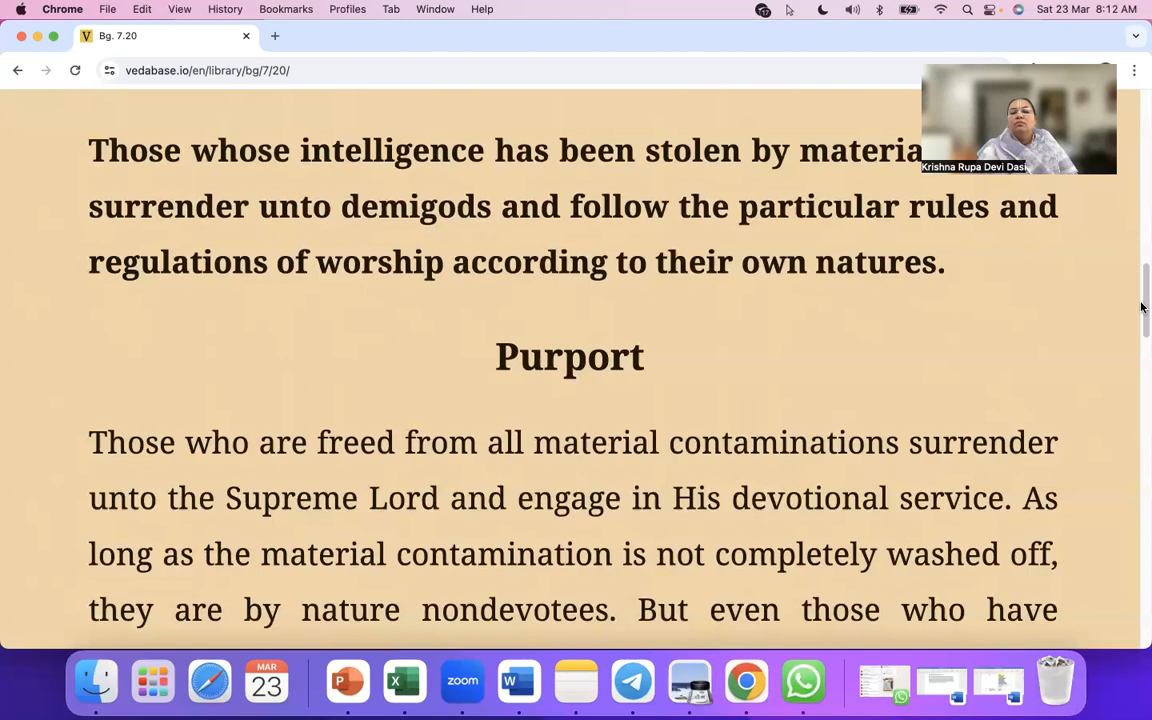 Chrome File Edit View History Bookmarks Profiles Tab Window Help 17 Sat 23 Mar 8:12 AM
V Bg. 7.20
vedabase.io/en/library/bg/7/20/
Krishna Rupa Devi Dasi
Those whose intelligence has been stolen by
surrender unto demigods and follow the particular rules and
regulations of worship according to their own natures.
Purport
Those who are freed from all material contaminations surrender
unto the Supreme Lord and engage in His devotional service. As
long as the material contamination is not completely washed off,
they are by nature nondevotees. But even those who have
MAR
23
P X zoom W